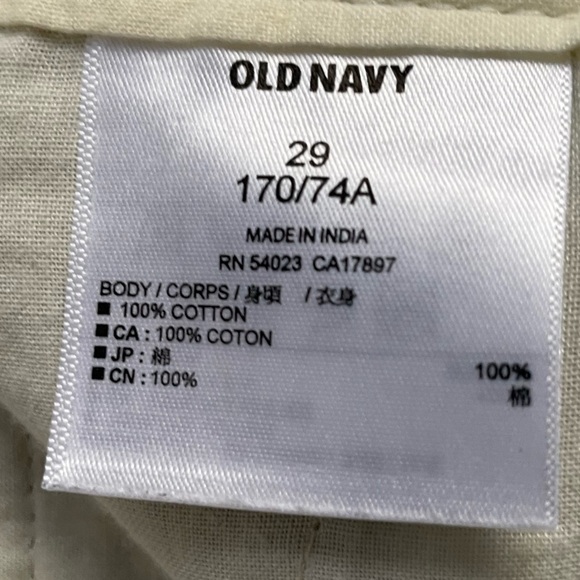 OLD NAVY
29
170/74A
MADE IN INDIA
RN 54023 CA17897
BODY / CORPS / 身頃 / 衣身
■ 100% COTTON
■ CA : 100% COTON
■ JP : 綿 100%
■ CN : 100% 棉